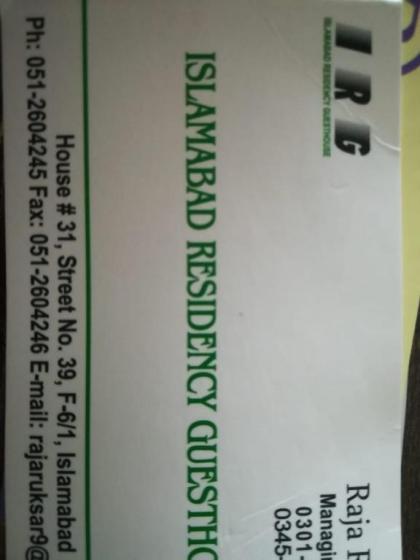 IRG
ISLAMABAD RESIDENCY GUESTHOUSE
Raja
0301-
0345-
ISLAMABAD RESIDENCY
House # 31, Street No. 39, F-6/1, Islamabad
Ph: 051-2604245 Fax: 051-2604246 E-mail: rajaruksar9@